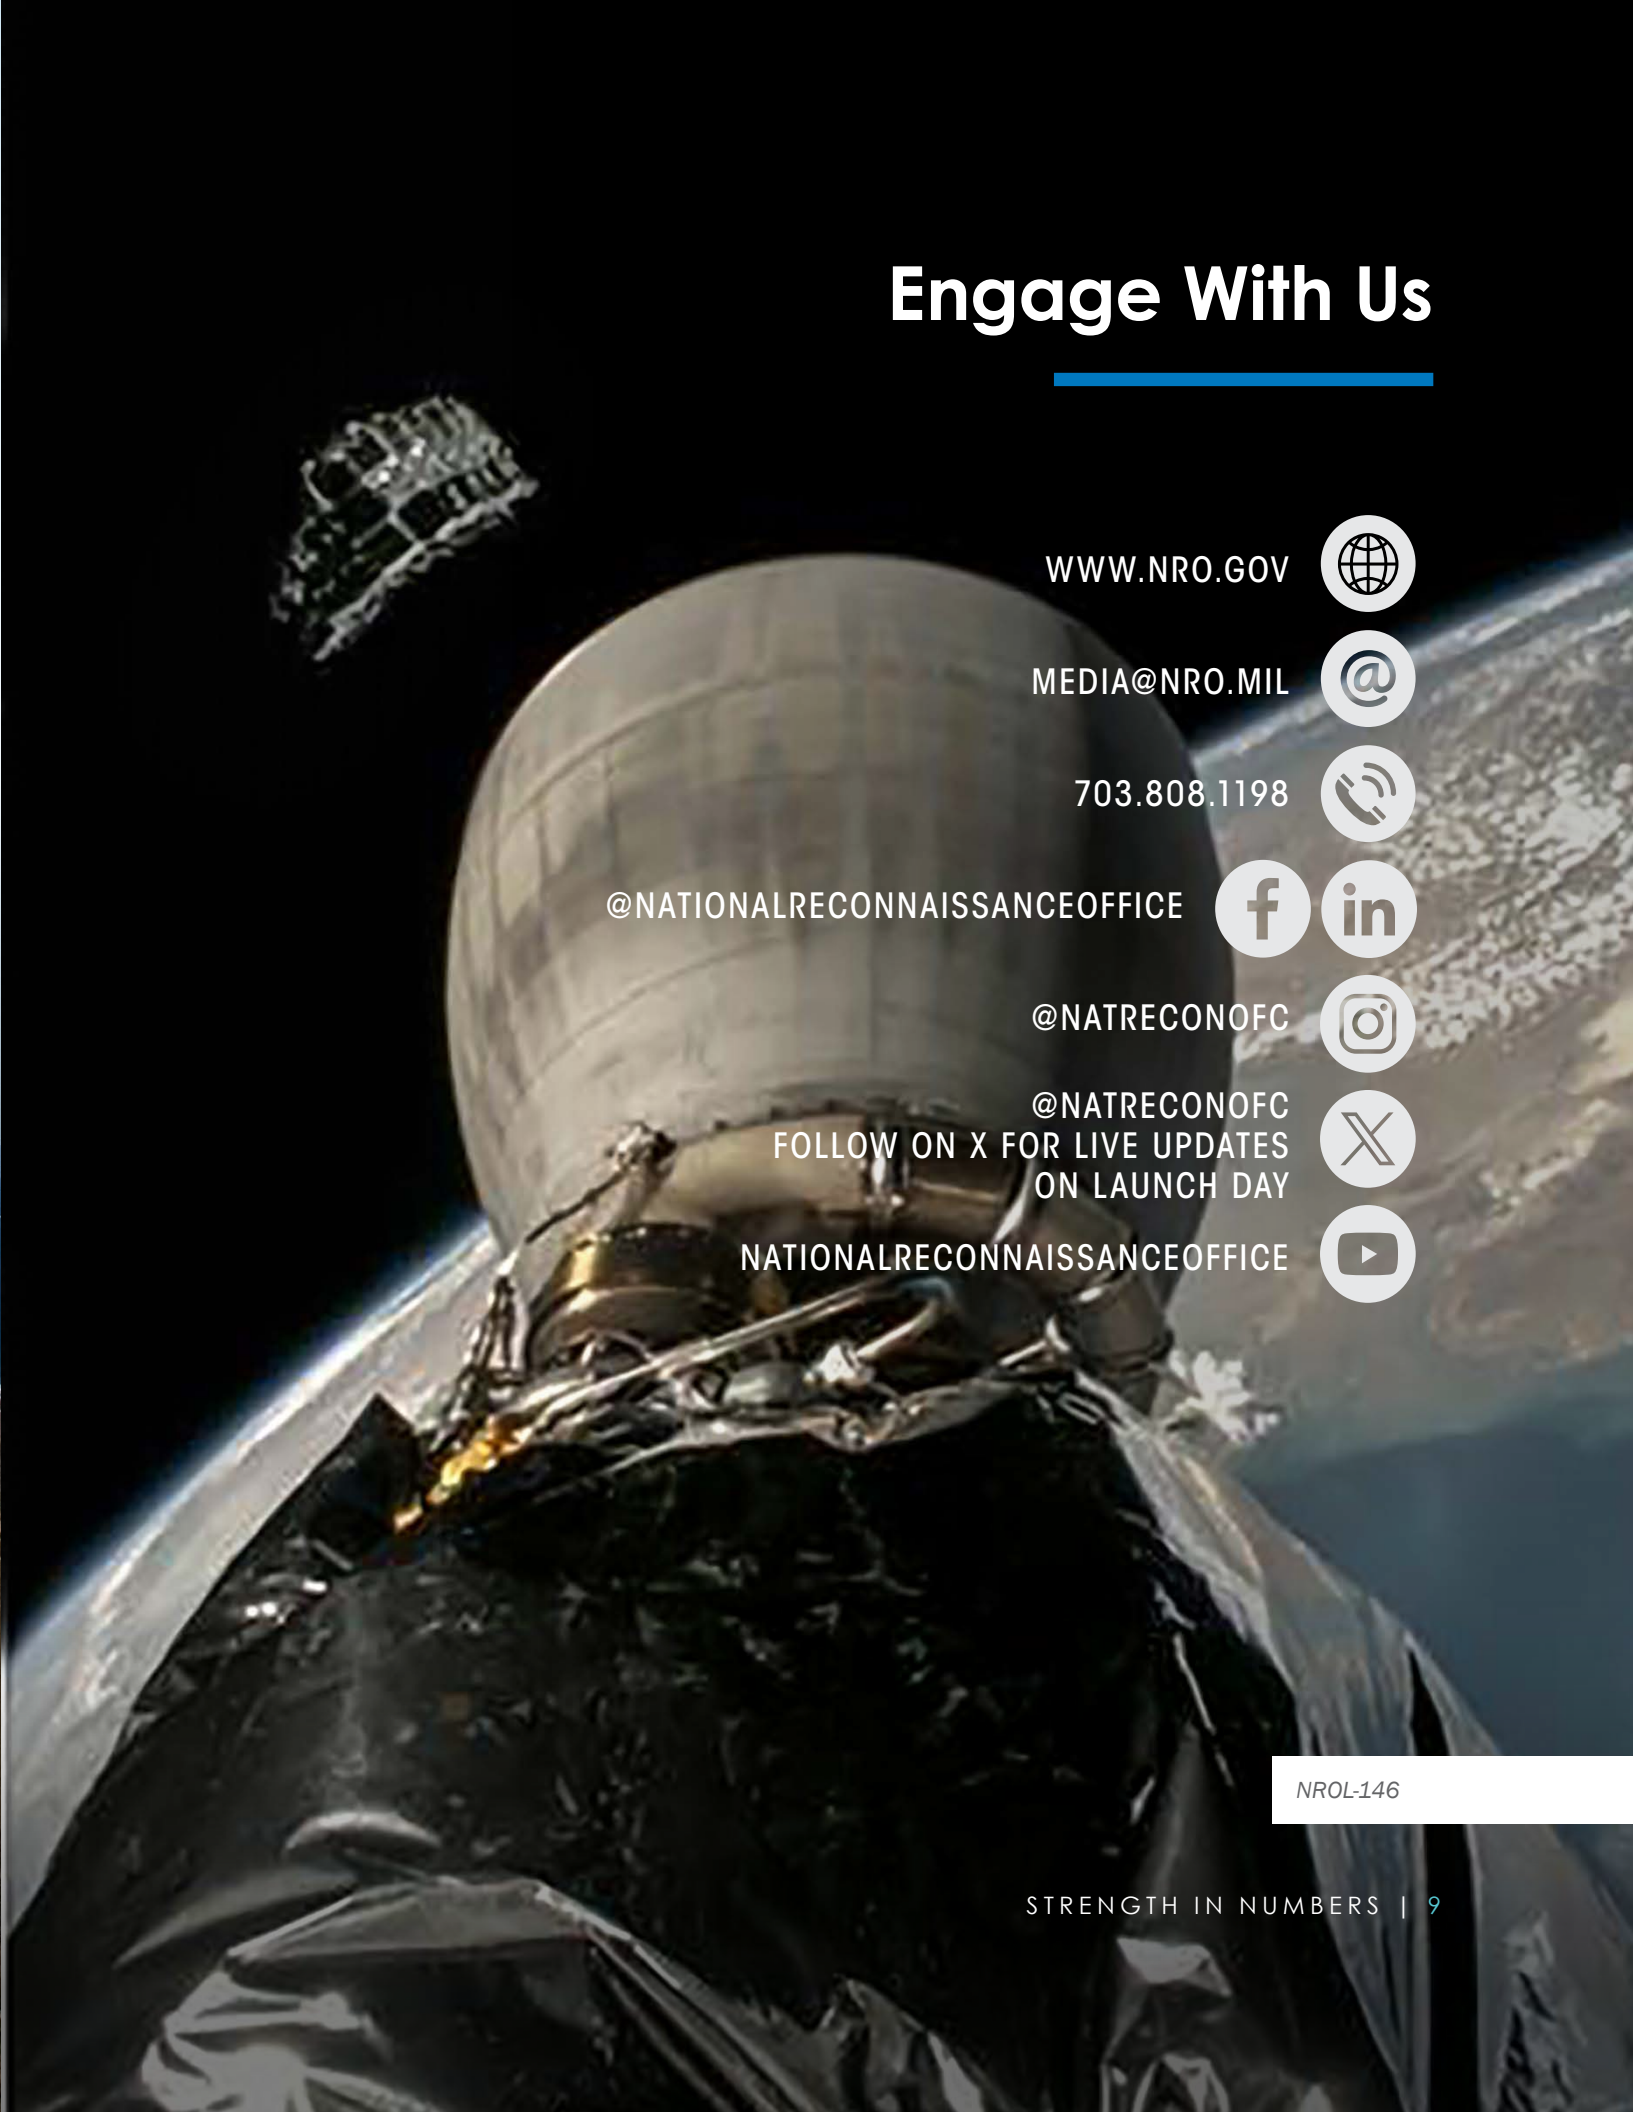 Engage With Us
WWW.NRO.GOV
MEDIA@NRO.MIL
703.808.1198
@NATIONALRECONNAISSANCEOFFICE
@NATRECONOFC
@NATRECONOFC
FOLLOW ON X FOR LIVE UPDATES
ON LAUNCH DAY
NATIONALRECONNAISSANCEOFFICE
NROL-146
STRENGTH IN NUMBERS | 9